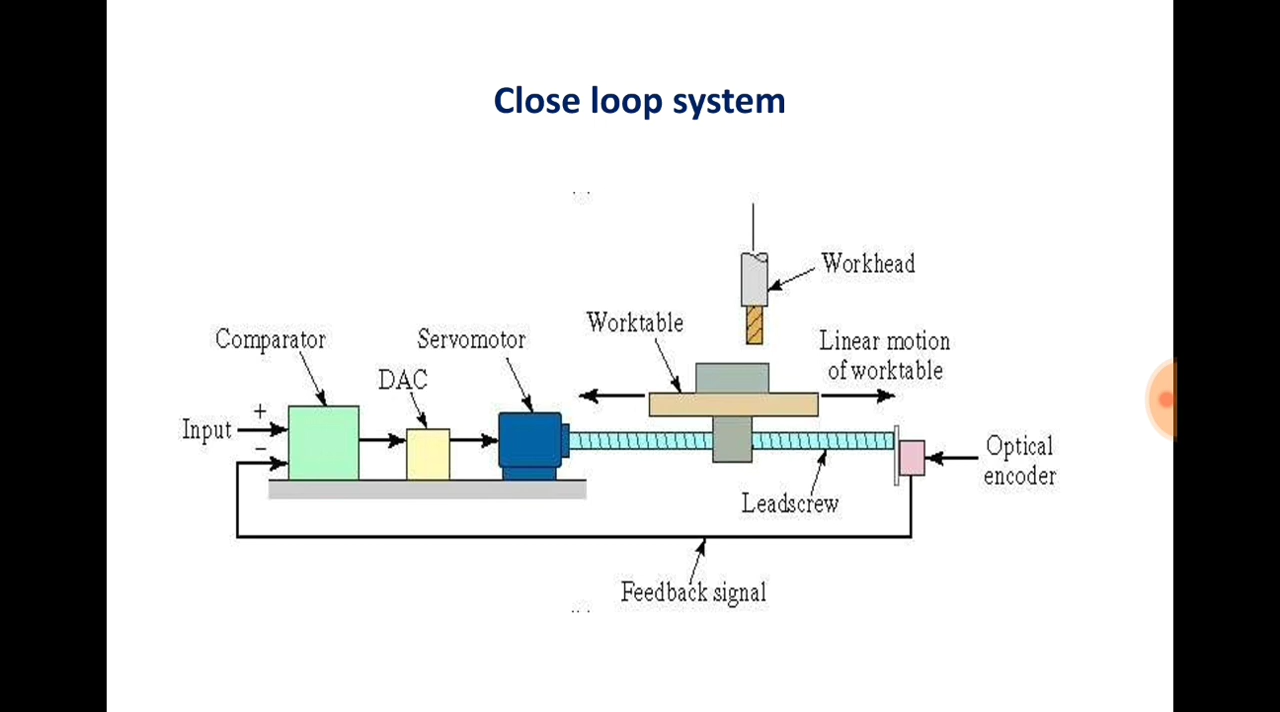 Close loop system
Workhead
Worktable
Comparator
Servomotor
Linear motion
of worktable
DAC
+
Input
−
Optical
encoder
Leadscrew
Feedback signal